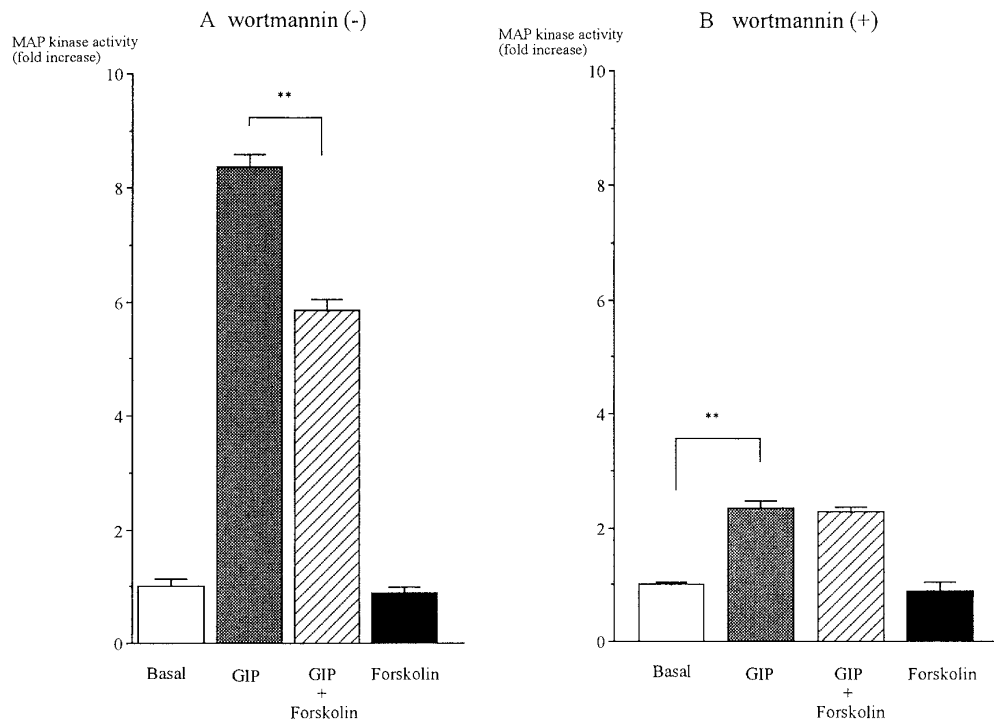 A wortmannin (-)
MAP kinase activity
(fold increase)
10
8
6
4
2
0
**
Basal
GIP
GIP
+
Forskolin
Forskolin
B wortmannin (+)
MAP kinase activity
(fold increase)
10
8
6
4
2
0
**
Basal
GIP
GIP
+
Forskolin
Forskolin